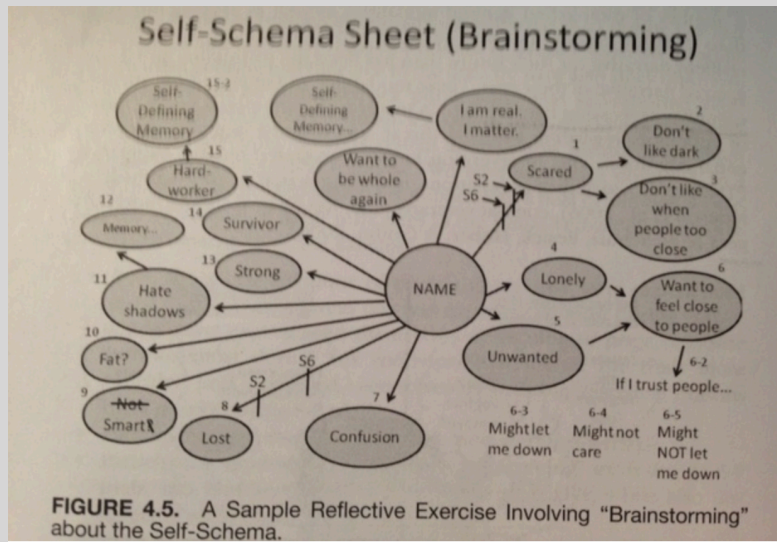 Self-Schema Sheet (Brainstorming)
15-3
Self-
Defining
Memory
Self-
Defining
Memory...
I am real.
I matter.
2
Don't
like dark
1
Scared
15
Hard-
worker
Want to
be whole
again
S2
S6
3
Don't like
when
people too
close
12
Memory...
14
Survivor
13
Strong
NAME
4
Lonely
6
Want to
feel close
to people
11
Hate
shadows
5
Unwanted
10
Fat?
S6
S2
6-2
If I trust people...
9
Not
Smart
8
Lost
7
Confusion
6-3
Might let
me down
6-4
Might not
care
6-5
Might
NOT let
me down
FIGURE 4.5. A Sample Reflective Exercise Involving "Brainstorming"
about the Self-Schema.